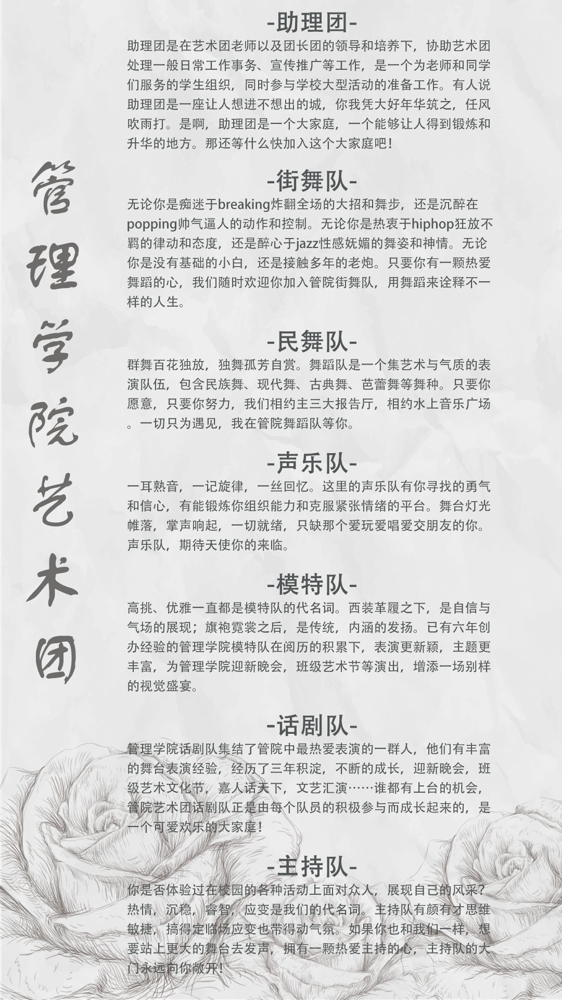 管理学院艺术团
-助理团-
助理团是在艺术团老师以及团长团的领导和培养下，协助艺术团
处理一般日常工作事务、宣传推广等工作，是一个为老师和同学
们服务的学生组织，同时参与学校大型活动的准备工作。有人说
助理团是一座让人想进不想出的城，你我凭大好年华筑之，任风
吹雨打。是啊，助理团是一个大家庭，一个能够让人得到锻炼和
升华的地方。那还等什么快加入这个大家庭吧！
-街舞队-
无论你是痴迷于breaking炸翻全场的大招和舞步，还是沉醉在
popping帅气逼人的动作和控制。无论你是热衷于hiphop狂放不
羁的律动和态度，还是醉心于jazz性感妩媚的舞姿和神情。无论
你是没有基础的小白，还是接触多年的老炮。只要你有一颗热爱
舞蹈的心，我们随时欢迎你加入管院街舞队，用舞蹈来诠释不一
样的人生。
-民舞队-
群舞百花独放，独舞孤芳自赏。舞蹈队是一个集艺术与气质的表
演队伍，包含民族舞、现代舞、古典舞、芭蕾舞等舞种。只要你
愿意，只要你努力，我们相约主三大报告厅，相约水上音乐广场
。一切只为遇见，我在管院舞蹈队等你。
-声乐队-
一耳熟音，一记旋律，一丝回忆。这里的声乐队有你寻找的勇气
和信心，有能锻炼你组织能力和克服紧张情绪的平台。舞台灯光
帷落，掌声响起，一切就绪，只缺那个爱玩爱唱爱交朋友的你。
声乐队，期待天使你的来临。
-模特队-
高挑、优雅一直都是模特队的代名词。西装革履之下，是自信与
气场的展现；旗袍霓裳之后，是传统，内涵的发扬。已有六年创
办经验的管理学院模特队在阅历的积累下，表演更新颖，主题更
丰富，为管理学院迎新晚会，班级艺术节等演出，增添一场别样
的视觉盛宴。
-话剧队-
管理学院话剧队集结了管院中最热爱表演的一群人，他们有丰富
的舞台表演经验，经历了三年积淀，不断的成长，迎新晚会，班
级艺术文化节，嘉人话天下，文艺汇演……谁都有上台的机会，
管院艺术团话剧队正是由每个队员的积极参与而成长起来的，是
一个可爱欢乐的大家庭！
-主持队-
你是否体验过在校园的各种活动上面对众人，展现自己的风采？
热情，沉稳，睿智，应变是我们的代名词。主持队有颜有才思维
敏捷，搞得定临场应变也带得动气氛。如果你也和我们一样，想
要站上更大的舞台去发声，拥有一颗热爱主持的心，主持队的大
门永远向你敞开！